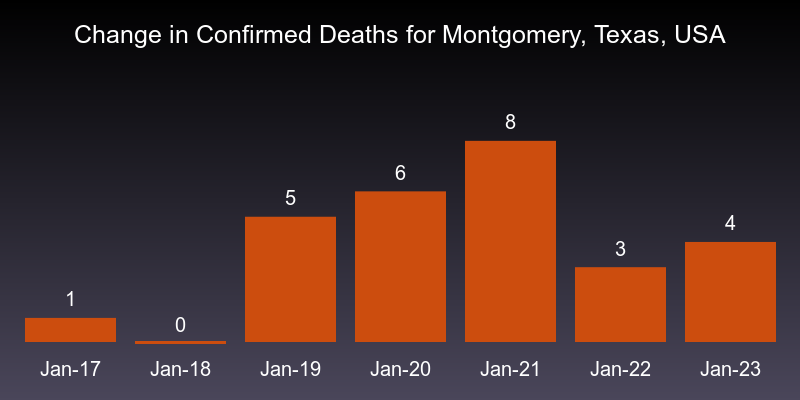 Change in Confirmed Deaths for Montgomery, Texas, USA
1 0 5 6 8 3 4
Jan-17 Jan-18 Jan-19 Jan-20 Jan-21 Jan-22 Jan-23